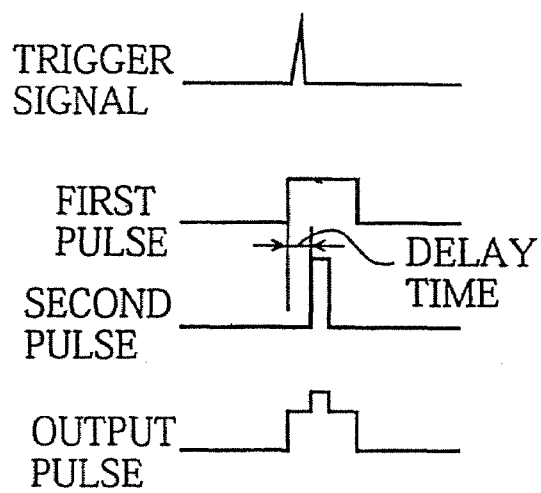 TRIGGER
SIGNAL
FIRST
PULSE
DELAY
TIME
SECOND
PULSE
OUTPUT
PULSE